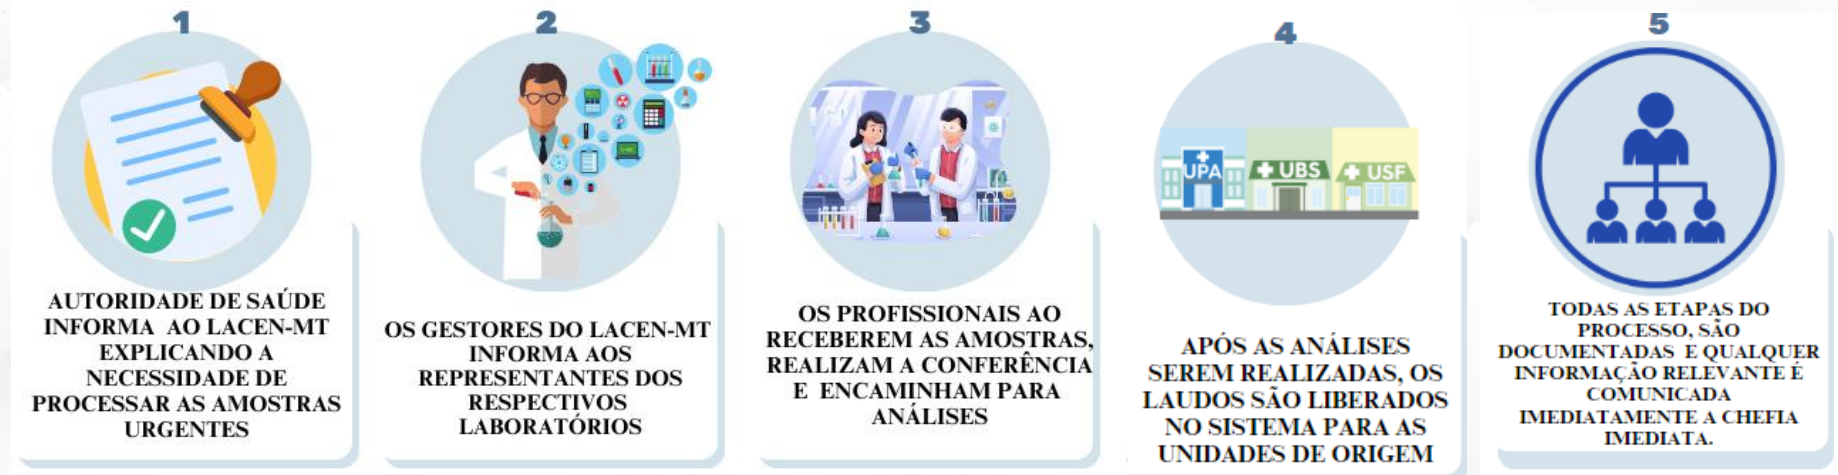 1
AUTORIDADE DE SAÚDE
INFORMA AO LACEN-MT
EXPLICANDO A
NECESSIDADE DE
PROCESSAR AS AMOSTRAS
URGENTES
2
OS GESTORES DO LACEN-MT
INFORMA AOS
REPRESENTANTES DOS
RESPECTIVOS
LABORATÓRIOS
3
OS PROFISSIONAIS AO
RECEBEREM AS AMOSTRAS,
REALIZAM A CONFERÊNCIA
E ENCAMINHAM PARA
ANÁLISES
4
UPA
UBS
USF
APÓS AS ANÁLISES
SEREM REALIZADAS, OS
LAUDOS SÃO LIBERADOS
NO SISTEMA PARA AS
UNIDADES DE ORIGEM
5
TODAS AS ETAPAS DO
PROCESSO, SÃO
DOCUMENTADAS E QUALQUER
INFORMAÇÃO RELEVANTE É
COMUNICADA
IMEDIATAMENTE A CHEFIA
IMEDIATA.